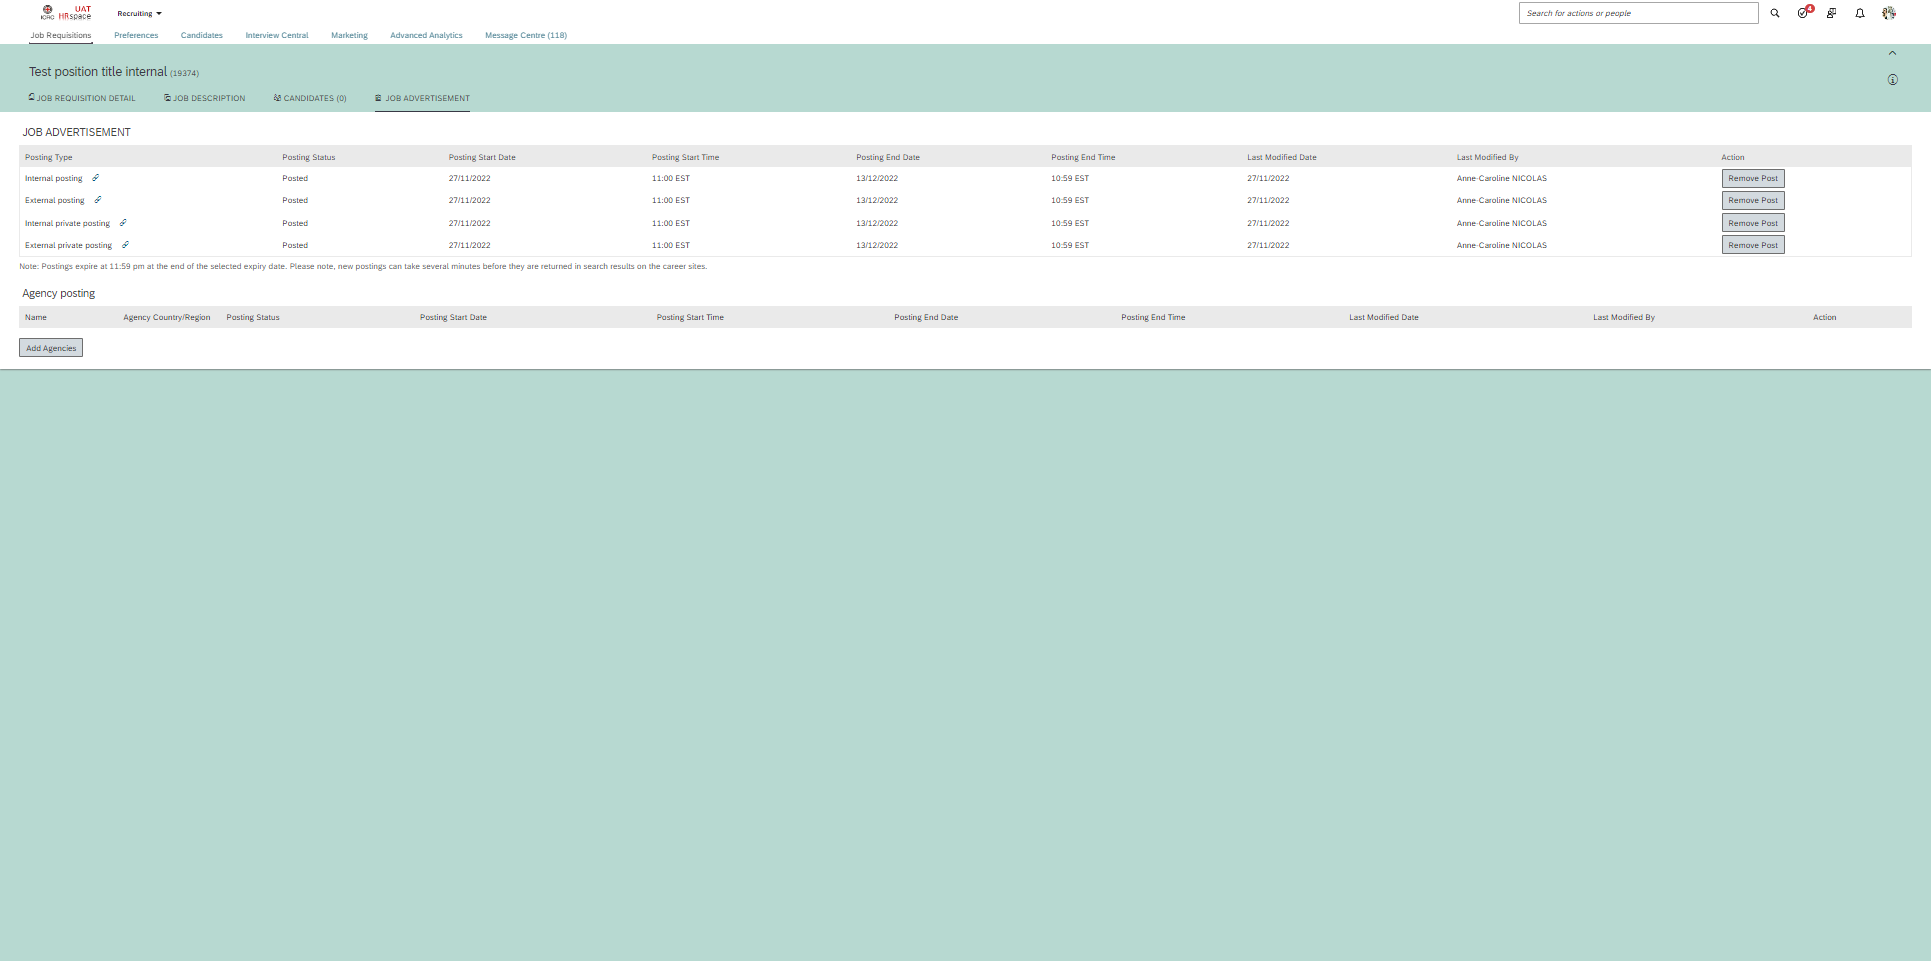 ICRC UAT HRspace Recruiting Search for actions or people 4
Job Requisitions Preferences Candidates Interview Central Marketing Advanced Analytics Message Centre (118)
Test position title internal (19374)
JOB REQUISITION DETAIL JOB DESCRIPTION CANDIDATES (0) JOB ADVERTISEMENT
JOB ADVERTISEMENT
Posting Type Posting Status Posting Start Date Posting Start Time Posting End Date Posting End Time Last Modified Date Last Modified By Action
Internal posting Posted 27/11/2022 11:00 EST 13/12/2022 10:59 EST 27/11/2022 Anne-Caroline NICOLAS Remove Post
External posting Posted 27/11/2022 11:00 EST 13/12/2022 10:59 EST 27/11/2022 Anne-Caroline NICOLAS Remove Post
Internal private posting Posted 27/11/2022 11:00 EST 13/12/2022 10:59 EST 27/11/2022 Anne-Caroline NICOLAS Remove Post
External private posting Posted 27/11/2022 11:00 EST 13/12/2022 10:59 EST 27/11/2022 Anne-Caroline NICOLAS Remove Post
Note: Postings expire at 11:59 pm at the end of the selected expiry date. Please note, new postings can take several minutes before they are returned in search results on the career sites.
Agency posting
Name Agency Country/Region Posting Status Posting Start Date Posting Start Time Posting End Date Posting End Time Last Modified Date Last Modified By Action
Add Agencies